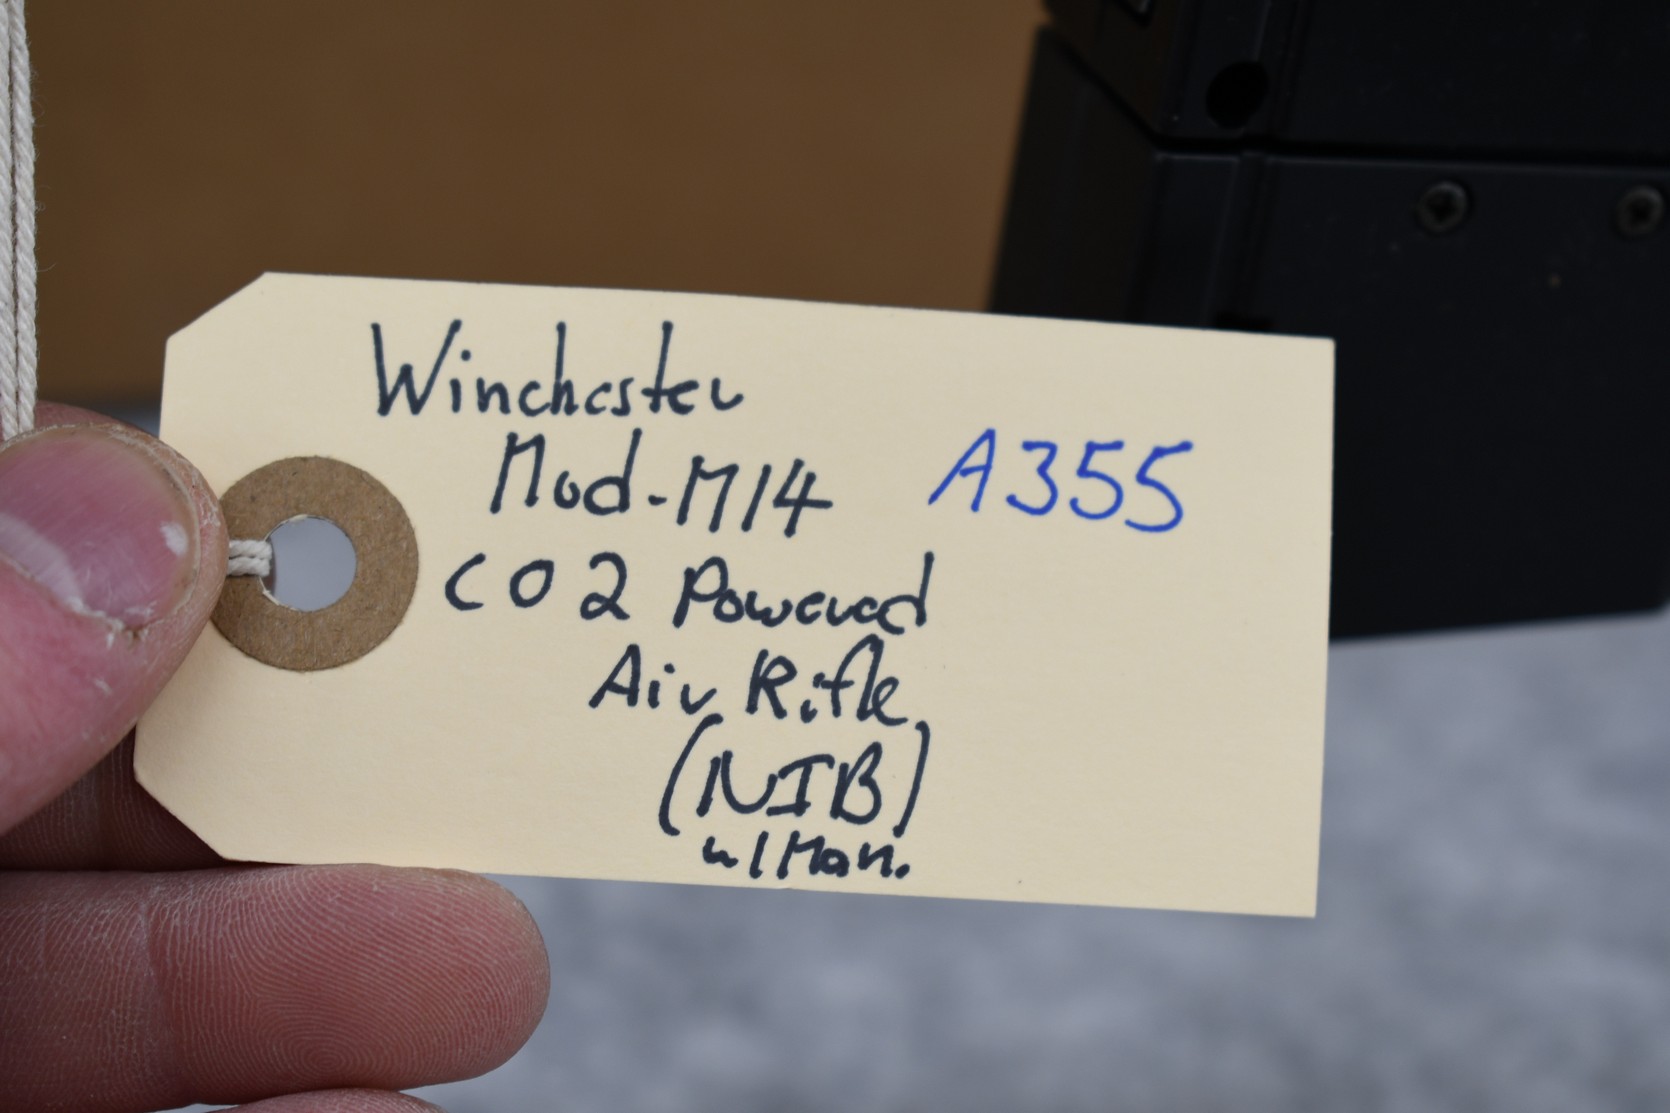 Winchester
Mod-M14 A355
CO2 Powered
Air Rifle
(NIB)
w/Man.